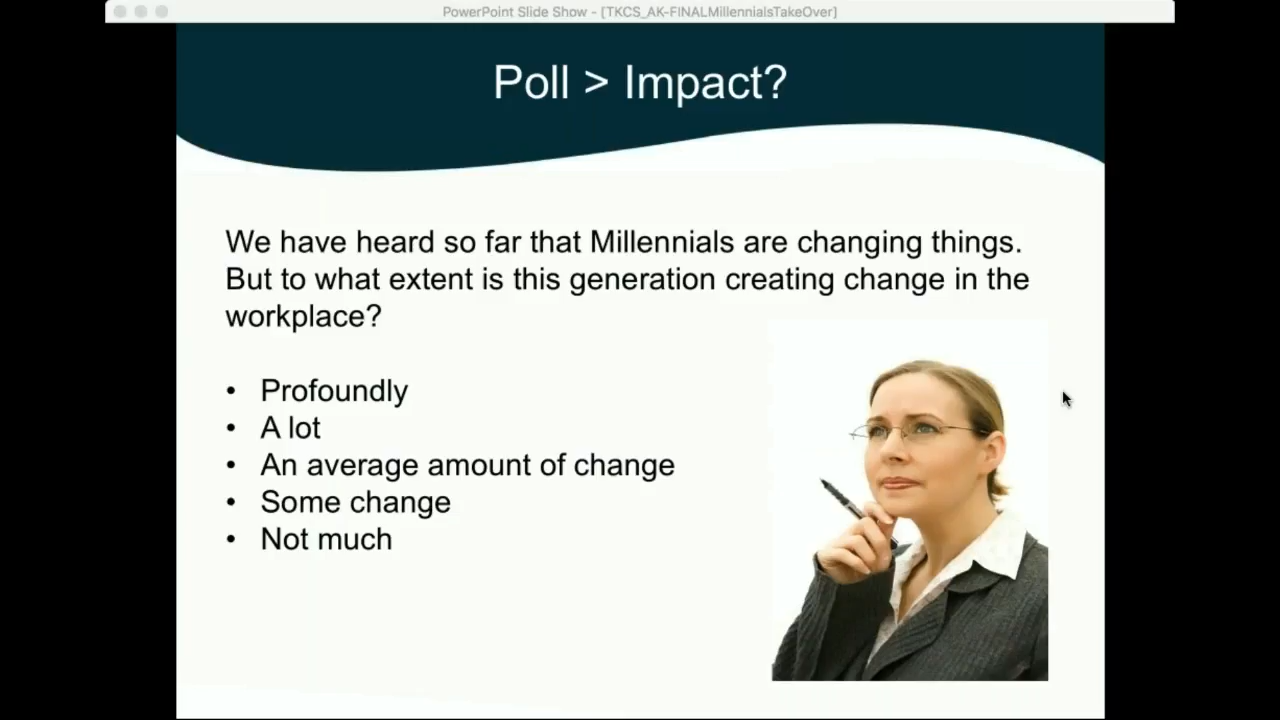 PowerPoint Slide Show - [TKCS_AK-FINALMillennialsTakeOver]
Poll > Impact?
We have heard so far that Millennials are changing things.
But to what extent is this generation creating change in the
workplace?
• Profoundly
• A lot
• An average amount of change
• Some change
• Not much